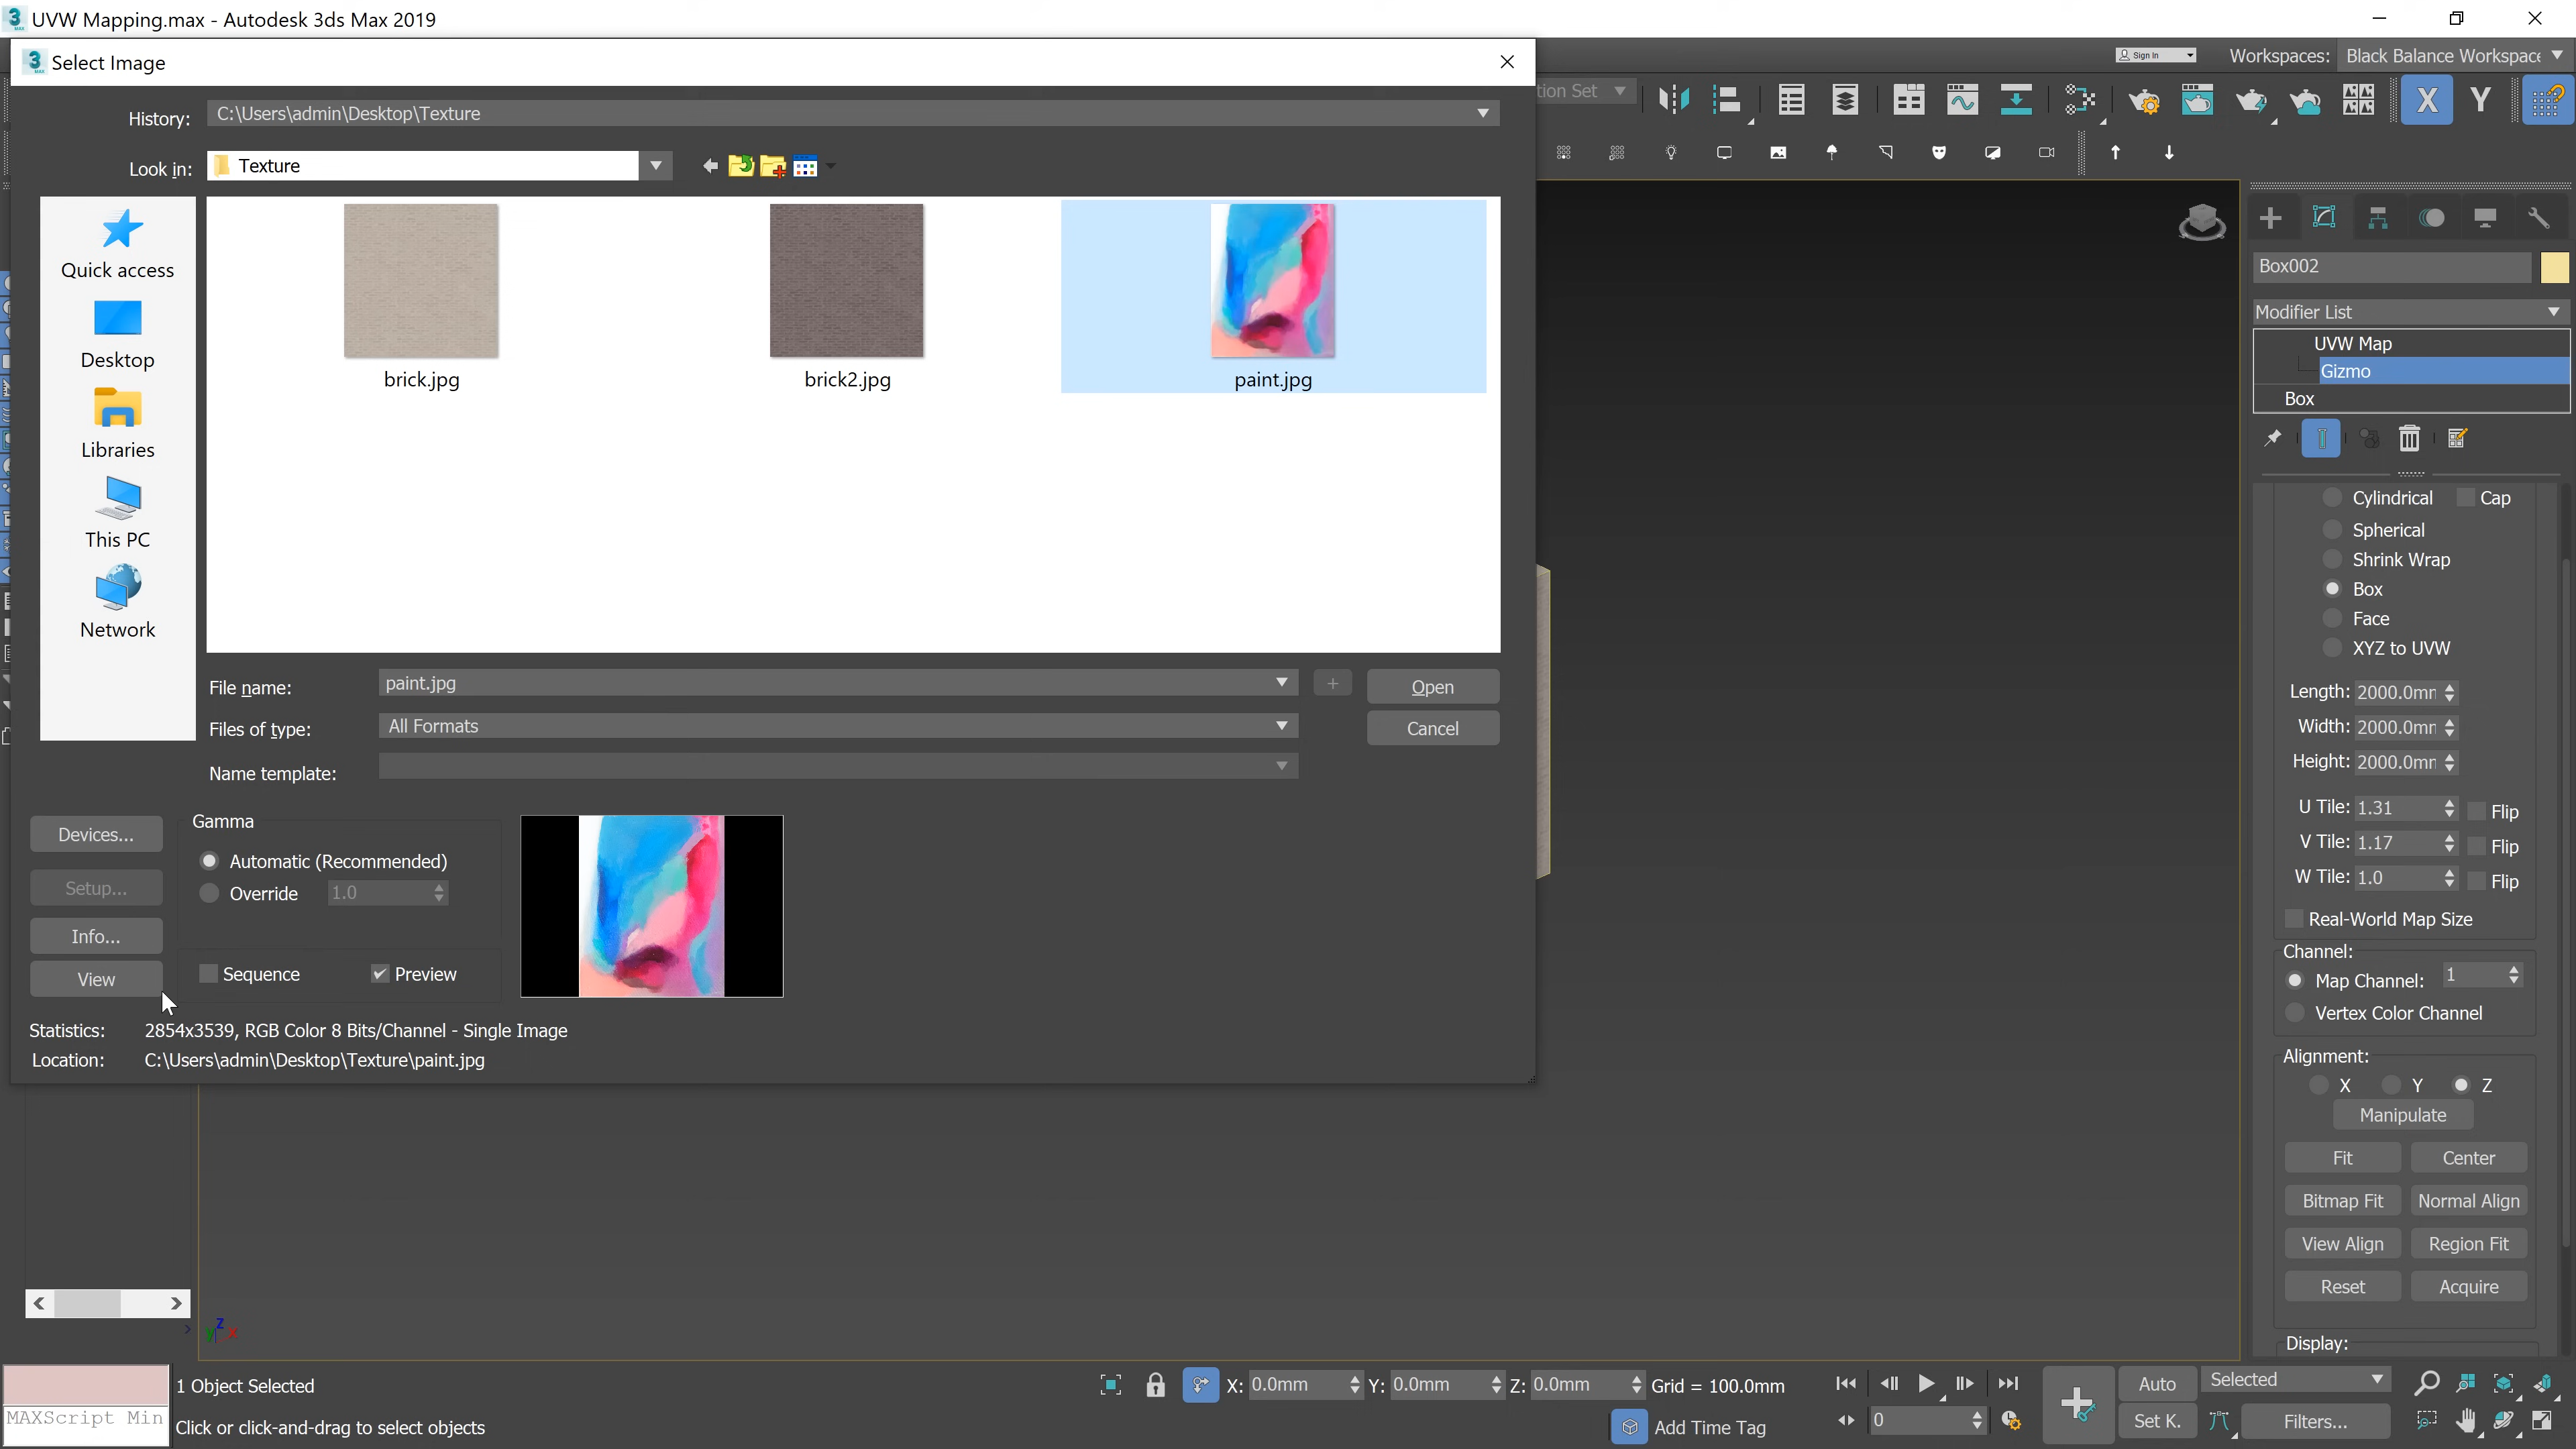 UVW Mapping.max - Autodesk 3ds Max 2019
Select Image
Sign In
Workspaces: Black Balance Workspace
History: C:\Users\admin\Desktop\Texture
tion Set
X Y
Look in: Texture
Quick access
Desktop
Libraries
This PC
Network
brick.jpg
brick2.jpg
paint.jpg
File name: paint.jpg
Open
Files of type: All Formats
Cancel
Name template:
Devices...
Setup...
Info...
View
Gamma
Automatic (Recommended)
Override 1.0
Sequence
Preview
Statistics: 2854x3539, RGB Color 8 Bits/Channel - Single Image
Location: C:\Users\admin\Desktop\Texture\paint.jpg
Box002
Modifier List
UVW Map
Gizmo
Box
Cylindrical Cap
Spherical
Shrink Wrap
Box
Face
XYZ to UVW
Length: 2000.0mm
Width: 2000.0mm
Height: 2000.0mm
U Tile: 1.31 Flip
V Tile: 1.17 Flip
W Tile: 1.0 Flip
Real-World Map Size
Channel:
Map Channel: 1
Vertex Color Channel
Alignment:
X Y Z
Manipulate
Fit Center
Bitmap Fit Normal Align
View Align Region Fit
Reset Acquire
Display:
z
y x
MAXScript Min
1 Object Selected
Click or click-and-drag to select objects
X: 0.0mm Y: 0.0mm Z: 0.0mm Grid = 100.0mm
Add Time Tag
0
Auto Selected
Set K. Filters...